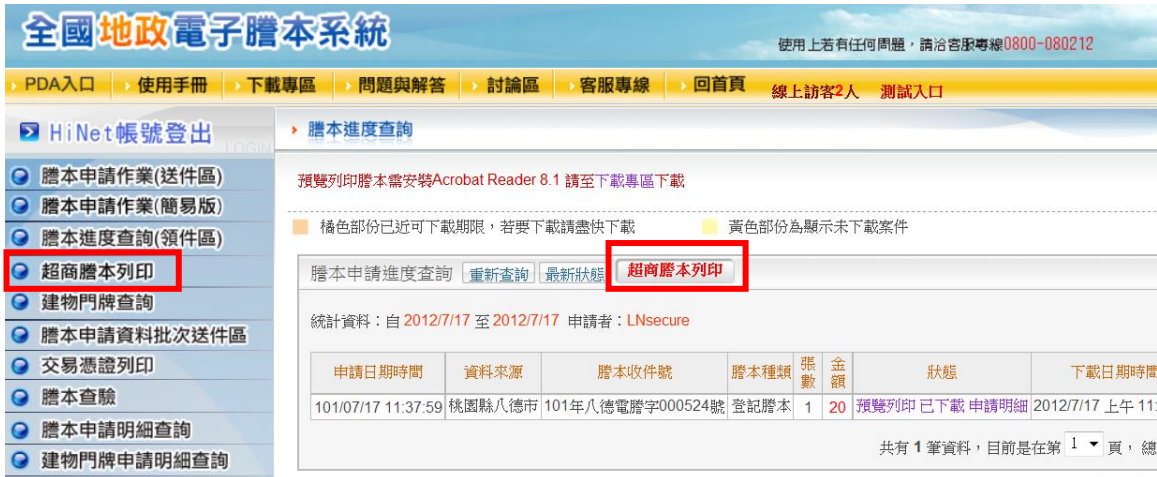 全國地政電子謄本系統
使用上若有任何問題，請洽客服專線0800-080212
PDA入口 使用手冊 下載專區 問題與解答 討論區 客服專線 回首頁 線上訪客2人 測試入口
HiNet帳號登出
LOGIN
謄本進度查詢
謄本申請作業(送件區)
謄本申請作業(簡易版)
謄本進度查詢(領件區)
超商謄本列印
建物門牌查詢
謄本申請資料批次送件區
交易憑證列印
謄本查驗
謄本申請明細查詢
建物門牌申請明細查詢
預覽列印謄本需安裝Acrobat Reader 8.1 請至下載專區下載
橘色部份已近可下載期限，若要下載請盡快下載 黃色部份為顯示未下載案件
謄本申請進度查詢 重新查詢 最新狀態 超商謄本列印
統計資料：自 2012/7/17 至 2012/7/17 申請者：LNsecure
申請日期時間 資料來源 謄本收件號 謄本種類 張數 金額 狀態 下載日期時間
101/07/17 11:37:59 桃園縣八德市 101年八德電謄字000524號 登記謄本 1 20 預覽列印 已下載 申請明細 2012/7/17 上午 11:
共有 1 筆資料，目前是在第 1 頁， 總